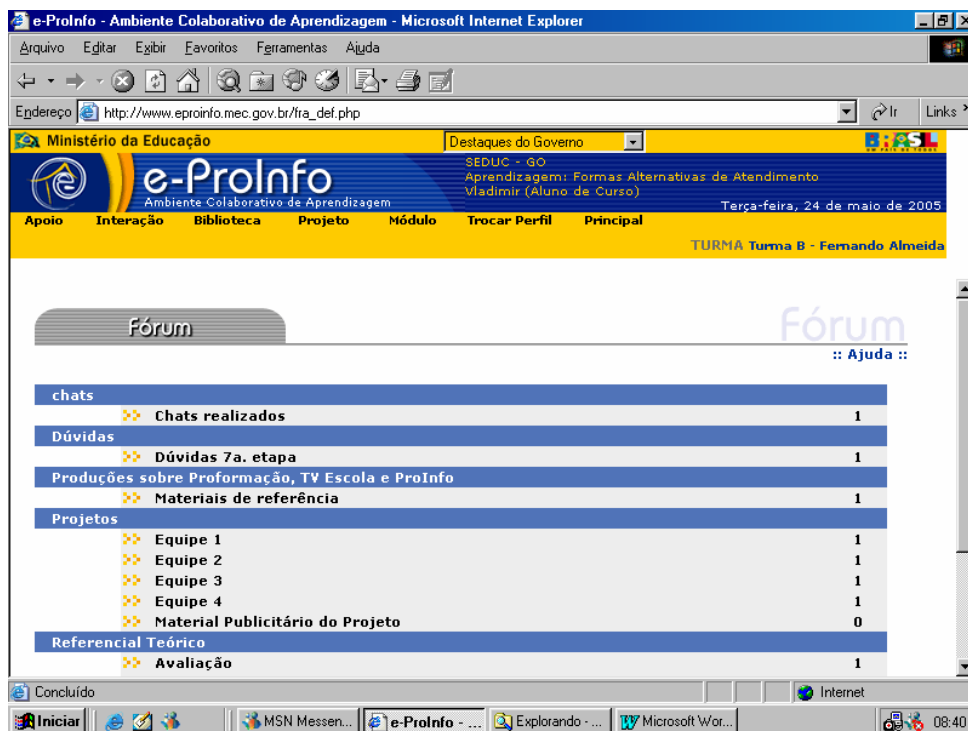 e-ProInfo - Ambiente Colaborativo de Aprendizagem - Microsoft Internet Explorer
Arquivo Editar Exibir Favoritos Ferramentas Ajuda
Endereço http://www.eproinfo.mec.gov.br/fra_def.php Ir Links
Ministério da Educação Destaques do Governo BRASIL
UM PAÍS DE TODOS
e-ProInfo
Ambiente Colaborativo de Aprendizagem
SEDUC - GO
Aprendizagem: Formas Alternativas de Atendimento
Vladimir (Aluno de Curso)
Terça-feira, 24 de maio de 2005
Apoio Interação Biblioteca Projeto Módulo Trocar Perfil Principal
TURMA Turma B - Fernando Almeida
Fórum Fórum
:: Ajuda ::
chats
Chats realizados 1
Dúvidas
Dúvidas 7a. etapa 1
Produções sobre Proformação, TV Escola e ProInfo
Materiais de referência 1
Projetos
Equipe 1 1
Equipe 2 1
Equipe 3 1
Equipe 4 1
Material Publicitário do Projeto 0
Referencial Teórico
Avaliação 1
Concluído Internet
Iniciar MSN Messen... e-ProInfo - ... Explorando - ... Microsoft Wor... 08:40